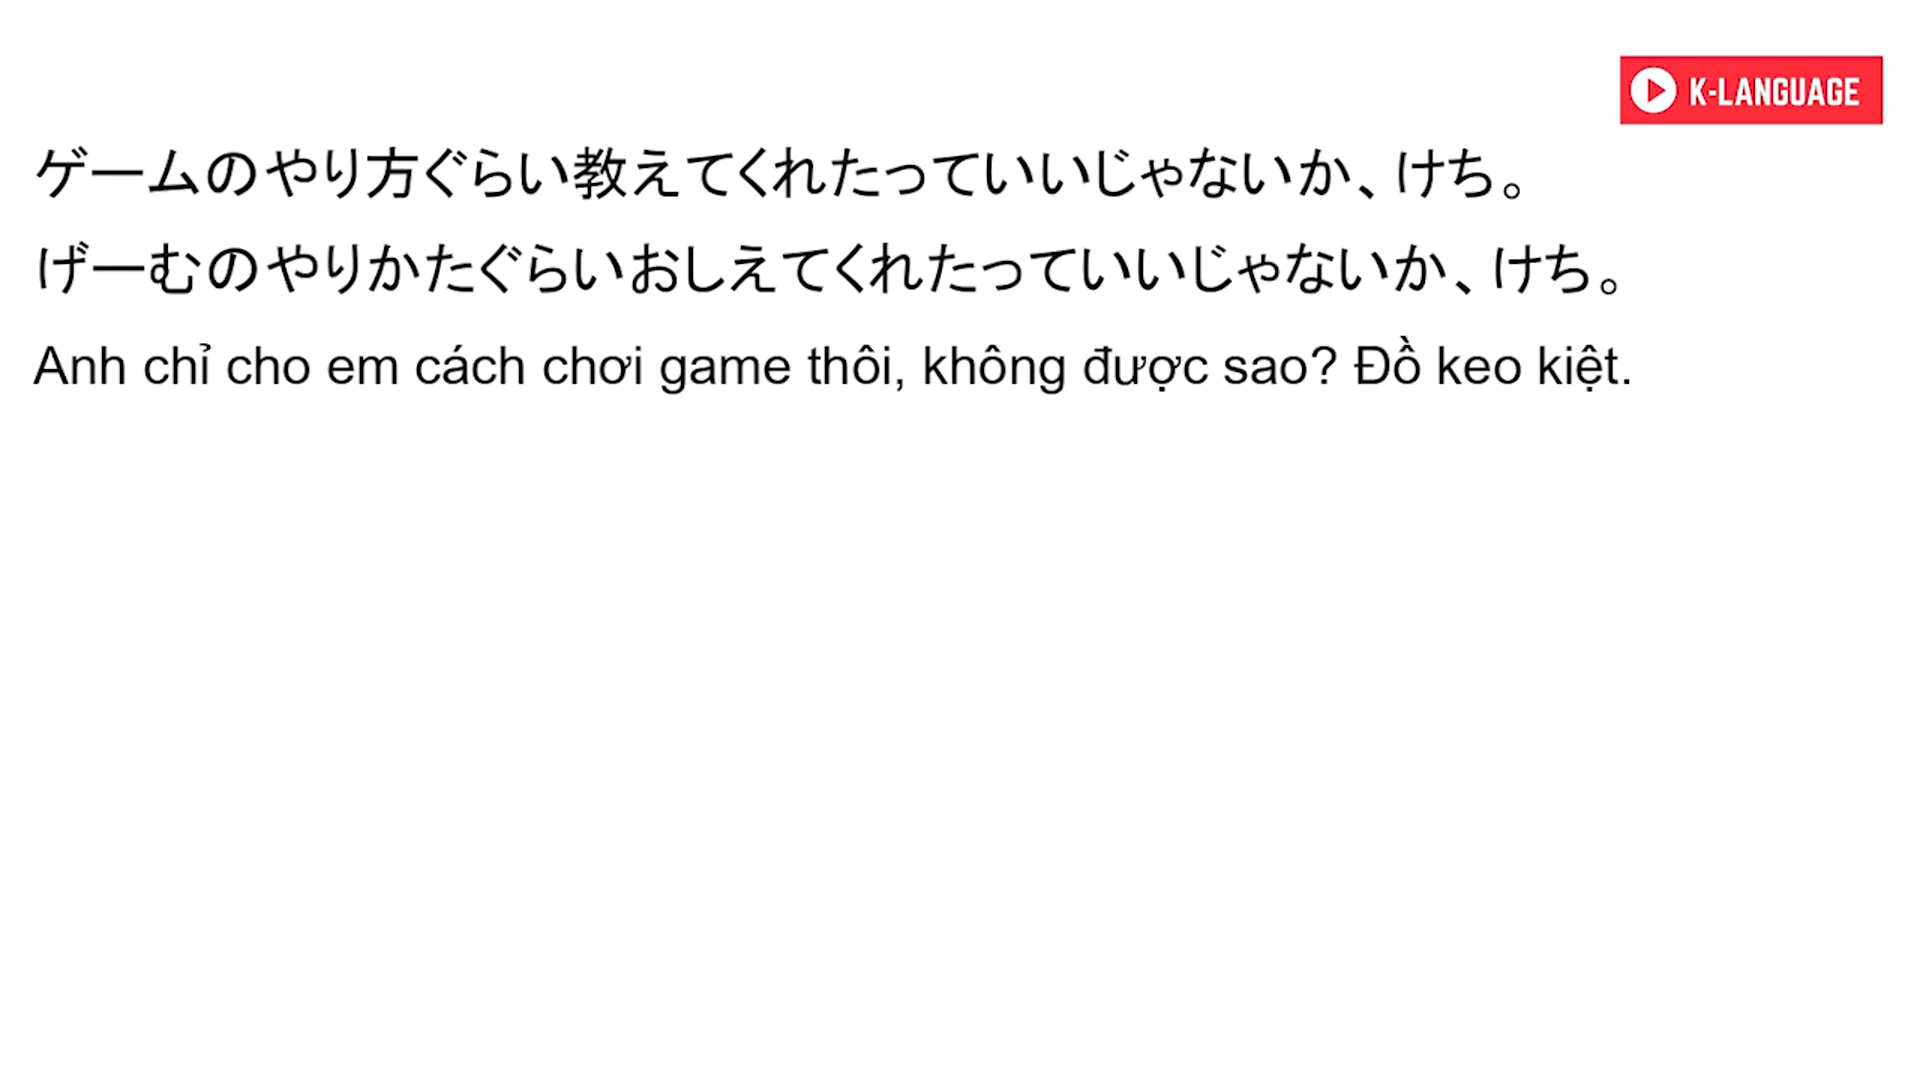 K-LANGUAGE
ゲームのやり方ぐらい教えてくれたっていいじゃないか、けち。
げーむのやりかたぐらいおしえてくれたっていいじゃないか、けち。
Anh chỉ cho em cách chơi game thôi, không được sao? Đồ keo kiệt.